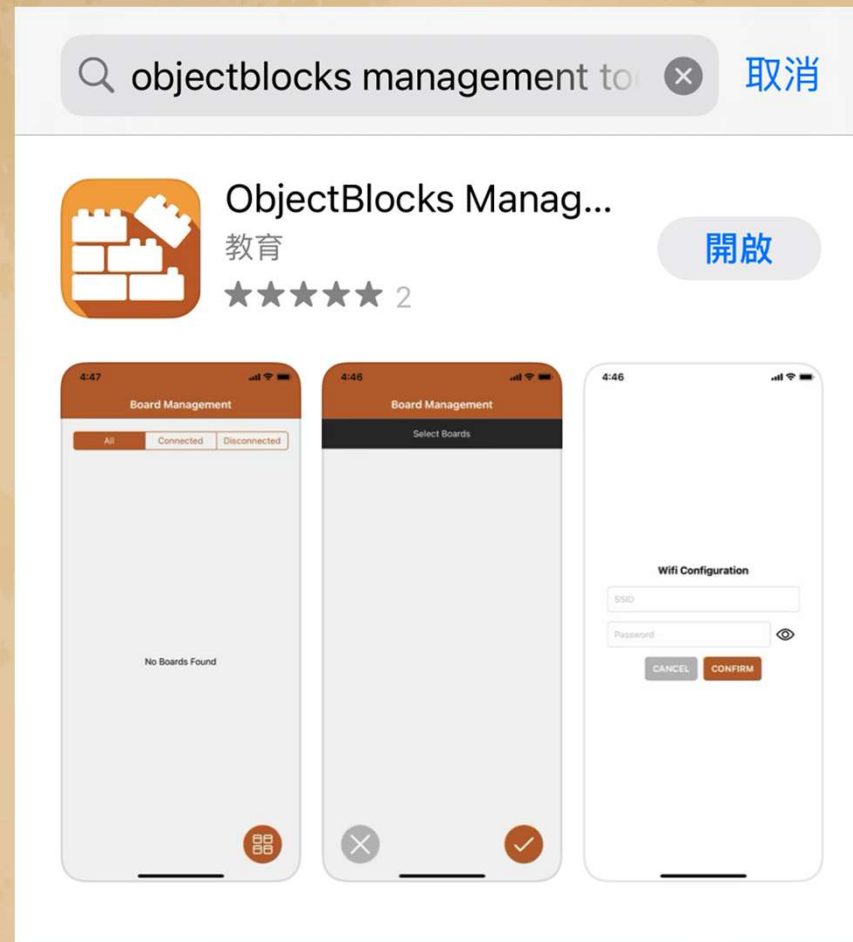 objectblocks management to
取消
ObjectBlocks Manag...
教育
開啟
2
4:47
Board Management
All
Connected
Disconnected
No Boards Found
4:46
Board Management
Select Boards
4:46
Wifi Configuration
SSID
Password
CANCEL
CONFIRM